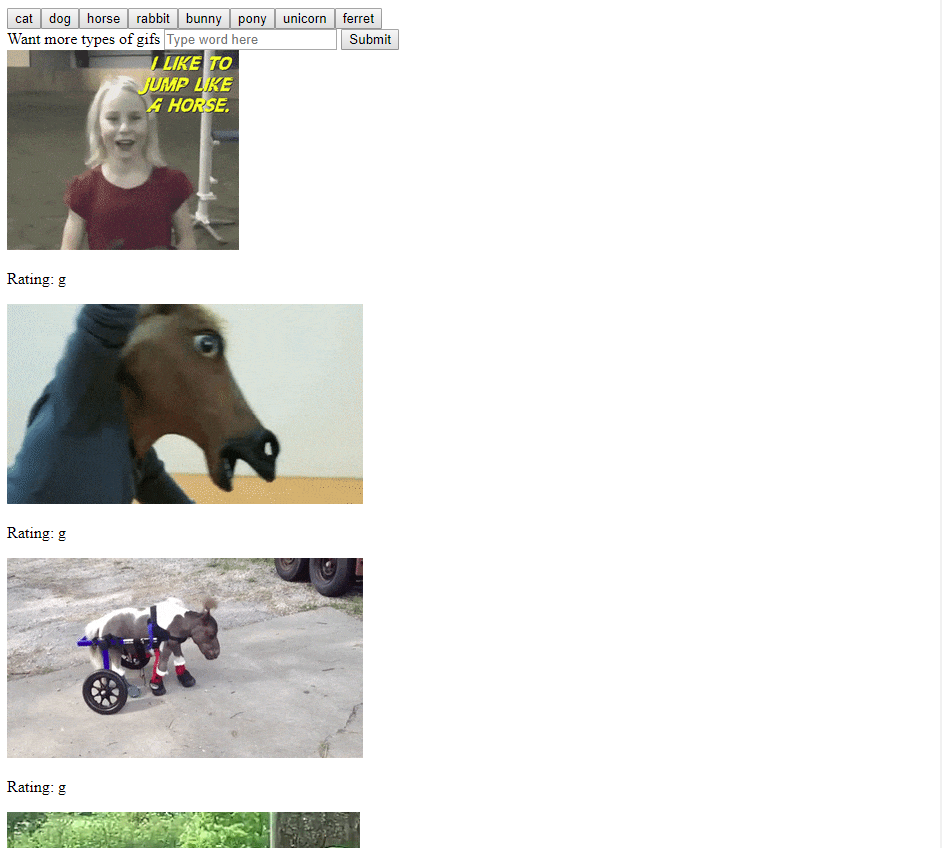 cat dog horse rabbit bunny pony unicorn ferret
Want more types of gifs Type word here Submit
I LIKE TO
JUMP LIKE
A HORSE.
Rating: g
Rating: g
Rating: g